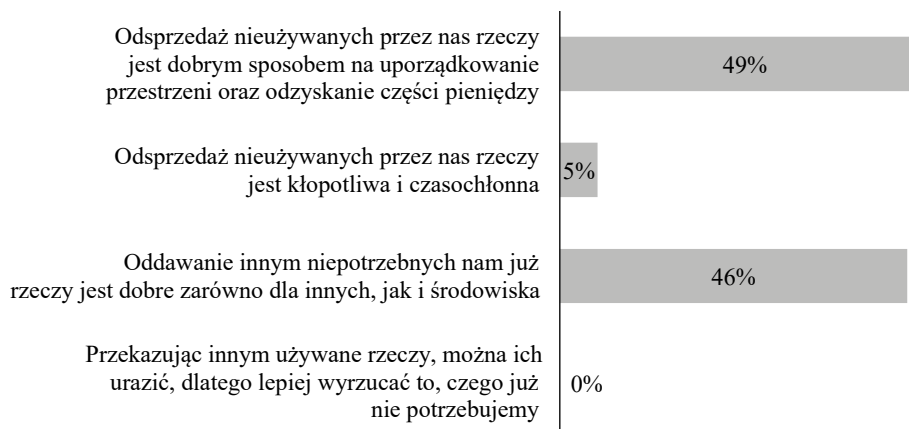 Odsprzedaż nieużywanych przez nas rzeczy
jest dobrym sposobem na uporządkowanie
przestrzeni oraz odzyskanie części pieniędzy
49%
Odsprzedaż nieużywanych przez nas rzeczy
jest kłopotliwa i czasochłonna
5%
Oddawanie innym niepotrzebnych nam już
rzeczy jest dobre zarówno dla innych, jak i środowiska
46%
Przekazując innym używane rzeczy, można ich
urazić, dlatego lepiej wyrzucać to, czego już
nie potrzebujemy
0%